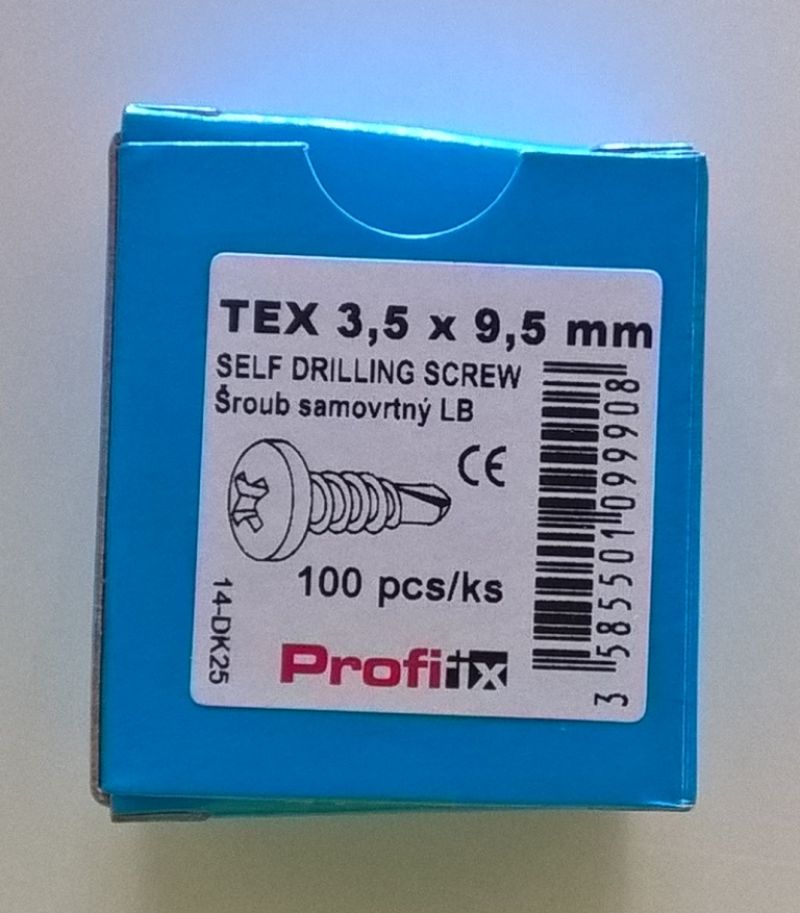 TEX 3,5 x 9,5 mm
SELF DRILLING SCREW
Šroub samovrtný LB
CE
100 pcs/ks
14-DK25
Profifix
3 585501 099908